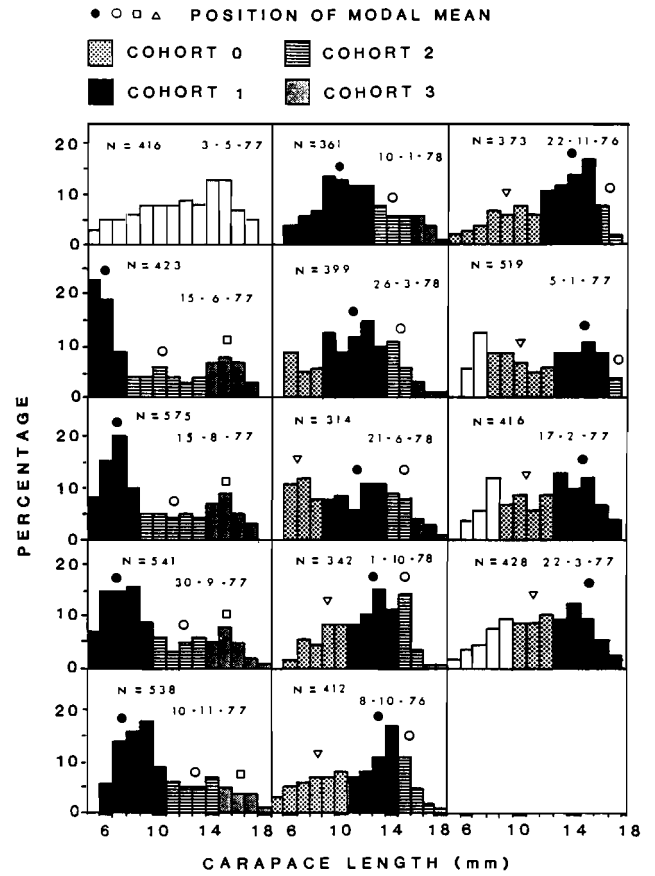 ● ○ □ △ POSITION OF MODAL MEAN
COHORT 0 COHORT 2
COHORT 1 COHORT 3
20 N = 416 3-5-77 N=361 10-1-78 N=373 22-11-76
10
0
20 N = 423 15-6-77 N = 399 26-3-78 N = 519 5-1-77
10
0
20 N = 575 15-8-77 N = 314 21-6-78 N = 416 17-2-77
10
0
20 N = 541 30-9-77 N = 342 1-10-78 N = 428 22-3-77
10
0
20 N = 538 10-11-77 N = 412 8-10-76
10
0
PERCENTAGE
6 10 14 18 6 10 14 18 6 10 14 18
CARAPACE LENGTH (mm)